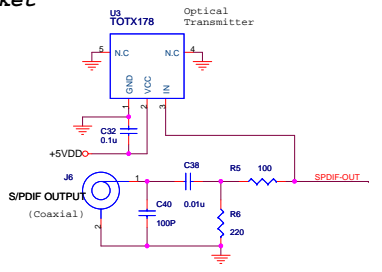 U3
TOTX178
Optical
Transmitter
5
N.C
N.C
4
GND
VCC
IN
1
2
3
C32
0.1u
+5VDD
J6
S/PDIF OUTPUT
(Coaxial)
1
2
C38
0.01u
C40
100P
R5
100
R6
220
SPDIF-OUT